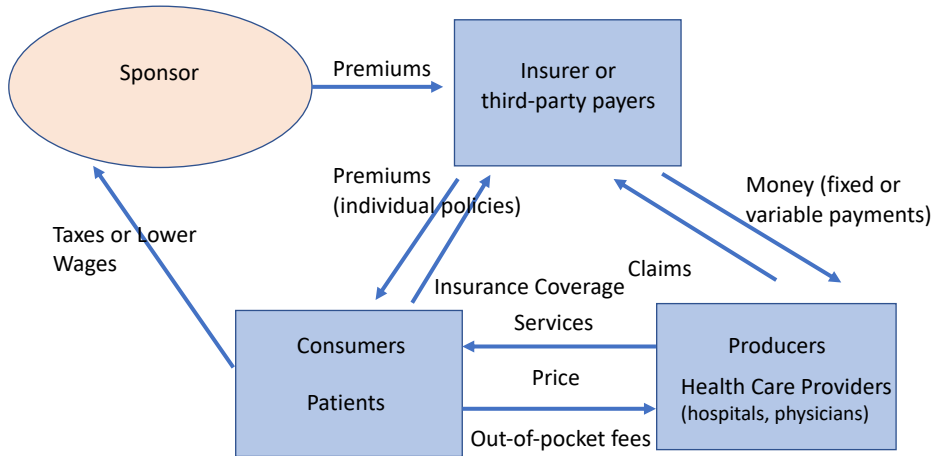 Sponsor
Premiums
Insurer or
third-party payers
Premiums
(individual policies)
Money (fixed or
variable payments)
Taxes or Lower
Wages
Claims
Insurance Coverage
Services
Consumers
Patients
Price
Out-of-pocket fees
Producers
Health Care Providers
(hospitals, physicians)